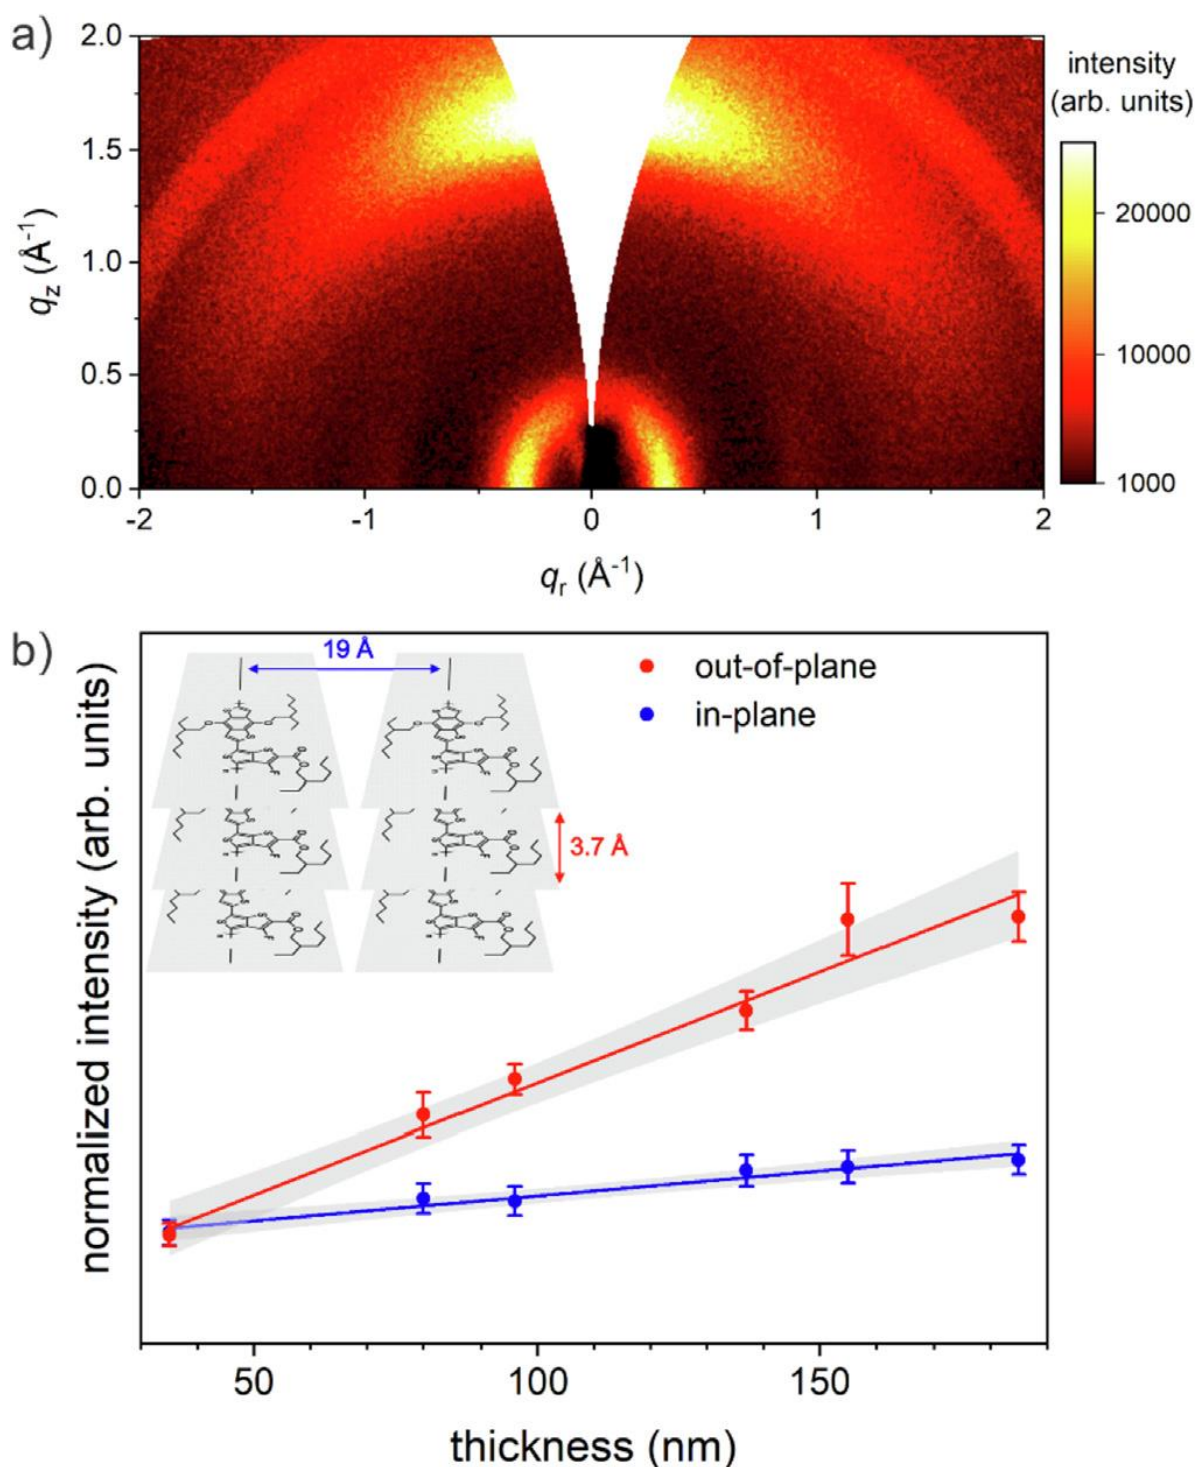 a)
2.0
1.5
1.0
0.5
0.0
qz (Å-1)
-2 -1 0 1 2
qr (Å-1)
intensity
(arb. units)
20000
10000
1000
b)
19 Å
3.7 Å
out-of-plane
in-plane
normalized intensity (arb. units)
50 100 150
thickness (nm)